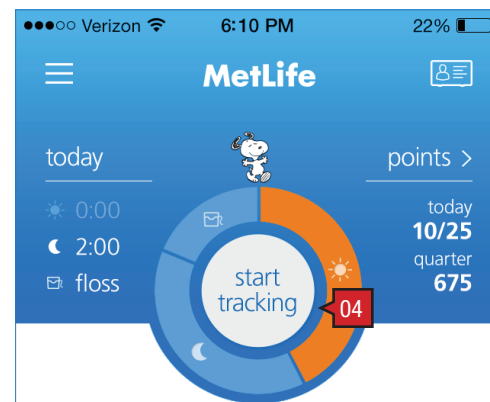 Verizon 6:10 PM 22%
MetLife
today
points >
0:00
2:00
floss
today
10/25
quarter
675
start
tracking
04